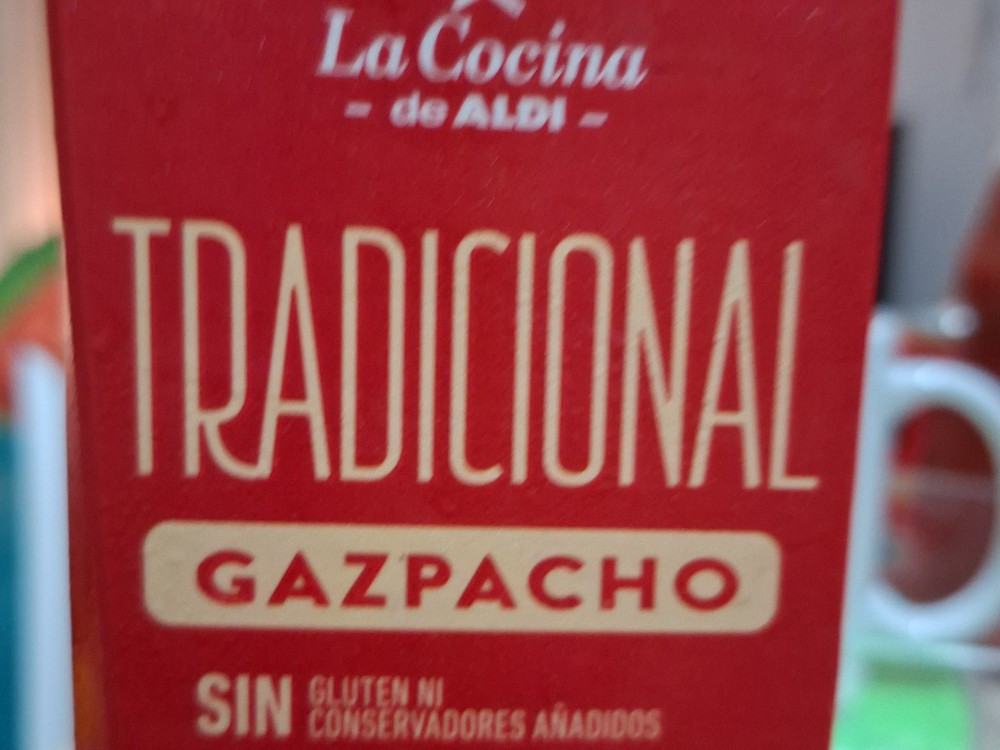 La Cocina
- de ALDI -
TRADICIONAL
GAZPACHO
SIN GLUTEN NI
CONSERVADORES AÑADIDOS